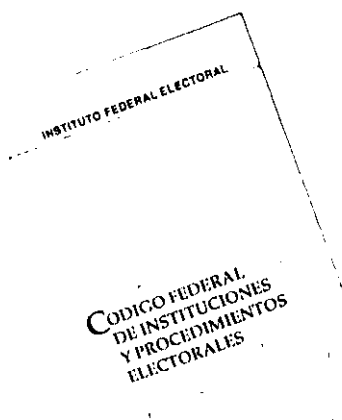 INSTITUTO FEDERAL ELECTORAL
CODIGO FEDERAL
DE INSTITUCIONES
Y PROCEDIMIENTOS
ELECTORALES